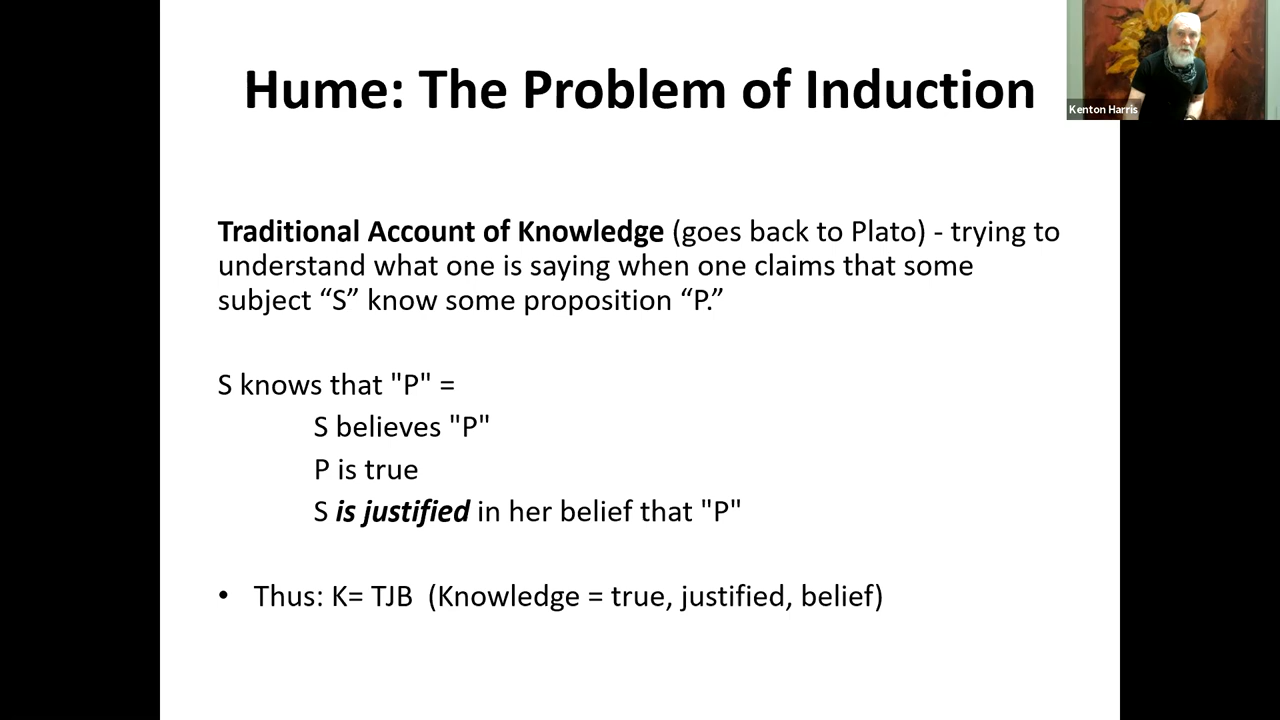 Hume: The Problem of Induction
Kenton Harris
Traditional Account of Knowledge (goes back to Plato) - trying to
understand what one is saying when one claims that some
subject “S” know some proposition “P.”
S knows that "P" =
S believes "P"
P is true
S is justified in her belief that "P"
• Thus: K= TJB (Knowledge = true, justified, belief)